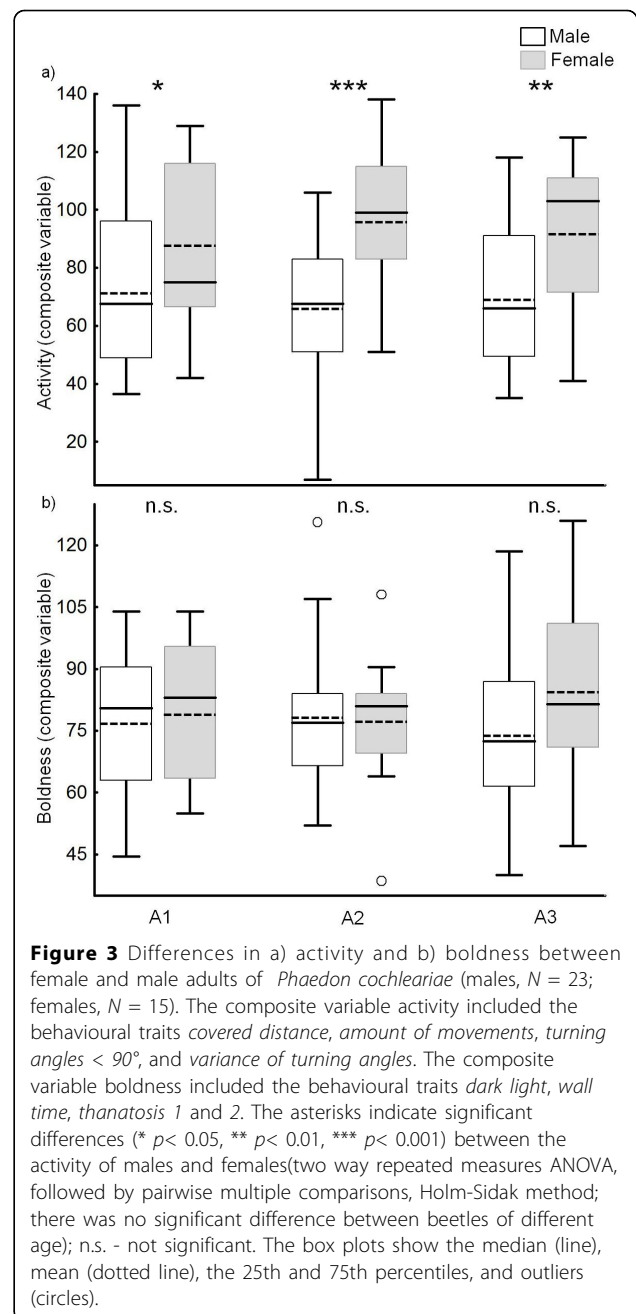 Male
Female
a)
* *** **
140
120
100
80
60
40
20
Activity (composite variable)
b)
n.s. n.s. n.s.
120
105
90
75
60
45
Boldness (composite variable)
A1 A2 A3
Figure 3 Differences in a) activity and b) boldness between
female and male adults of Phaedon cochleariae (males, N = 23;
females, N = 15). The composite variable activity included the
behavioural traits covered distance, amount of movements, turning
angles < 90°, and variance of turning angles. The composite
variable boldness included the behavioural traits dark light, wall
time, thanatosis 1 and 2. The asterisks indicate significant
differences (* p< 0.05, ** p< 0.01, *** p< 0.001) between the
activity of males and females(two way repeated measures ANOVA,
followed by pairwise multiple comparisons, Holm-Sidak method;
there was no significant difference between beetles of different
age); n.s. - not significant. The box plots show the median (line),
mean (dotted line), the 25th and 75th percentiles, and outliers
(circles).